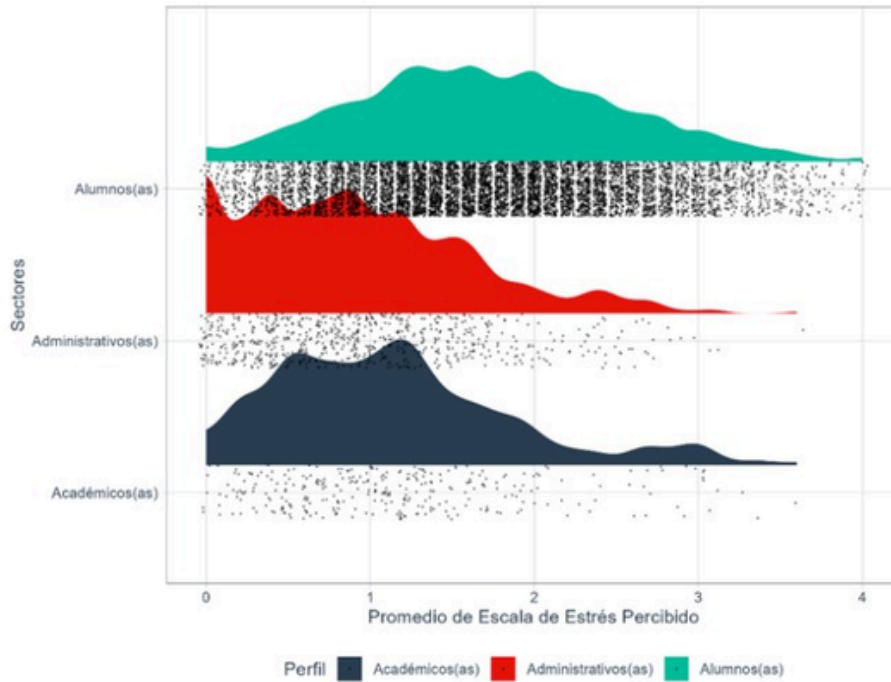 Sectores
Alumnos(as)
Administrativos(as)
Académicos(as)
0 1 2 3 4
Promedio de Escala de Estrés Percibido
Perfil Académicos(as) Administrativos(as) Alumnos(as)